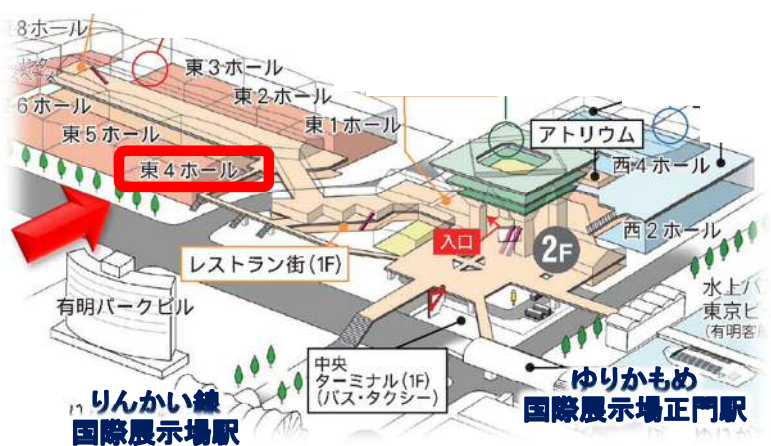 8ホール
東3ホール
東2ホール
6ホール
東1ホール
東5ホール
アトリウム
東4ホール
西4ホール
入口
2F
西2ホール
レストラン街(1F)
有明パークビル
水上バ
東京ビ
(有明客船
中央
ターミナル(1F)
(バス・タクシー)
りんかい線
国際展示場駅
ゆりかもめ
国際展示場正門駅